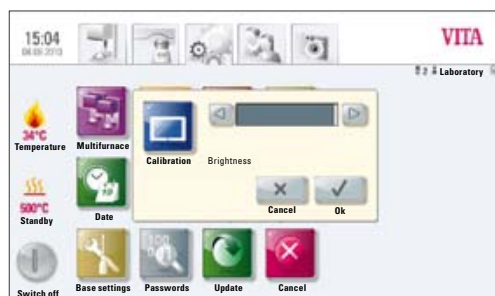 15:04
VITA
2 Laboratory
34°C
Temperature
Multifurnace
Calibration
Brightness
500°C
Standby
Date
Cancel
Ok
Switch off
Base settings
Passwords
Update
Cancel